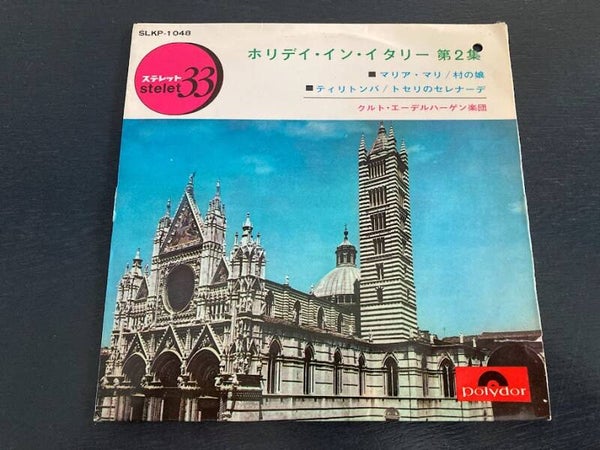 SLKP-1048
ステレット
stelet 33
ホリデイ・イン・イタリー 第2集
■ マリア・マリ/村の娘
■ ティリトンバ/トセリのセレナーデ
クルト・エーデルハーゲン楽団
Polydor